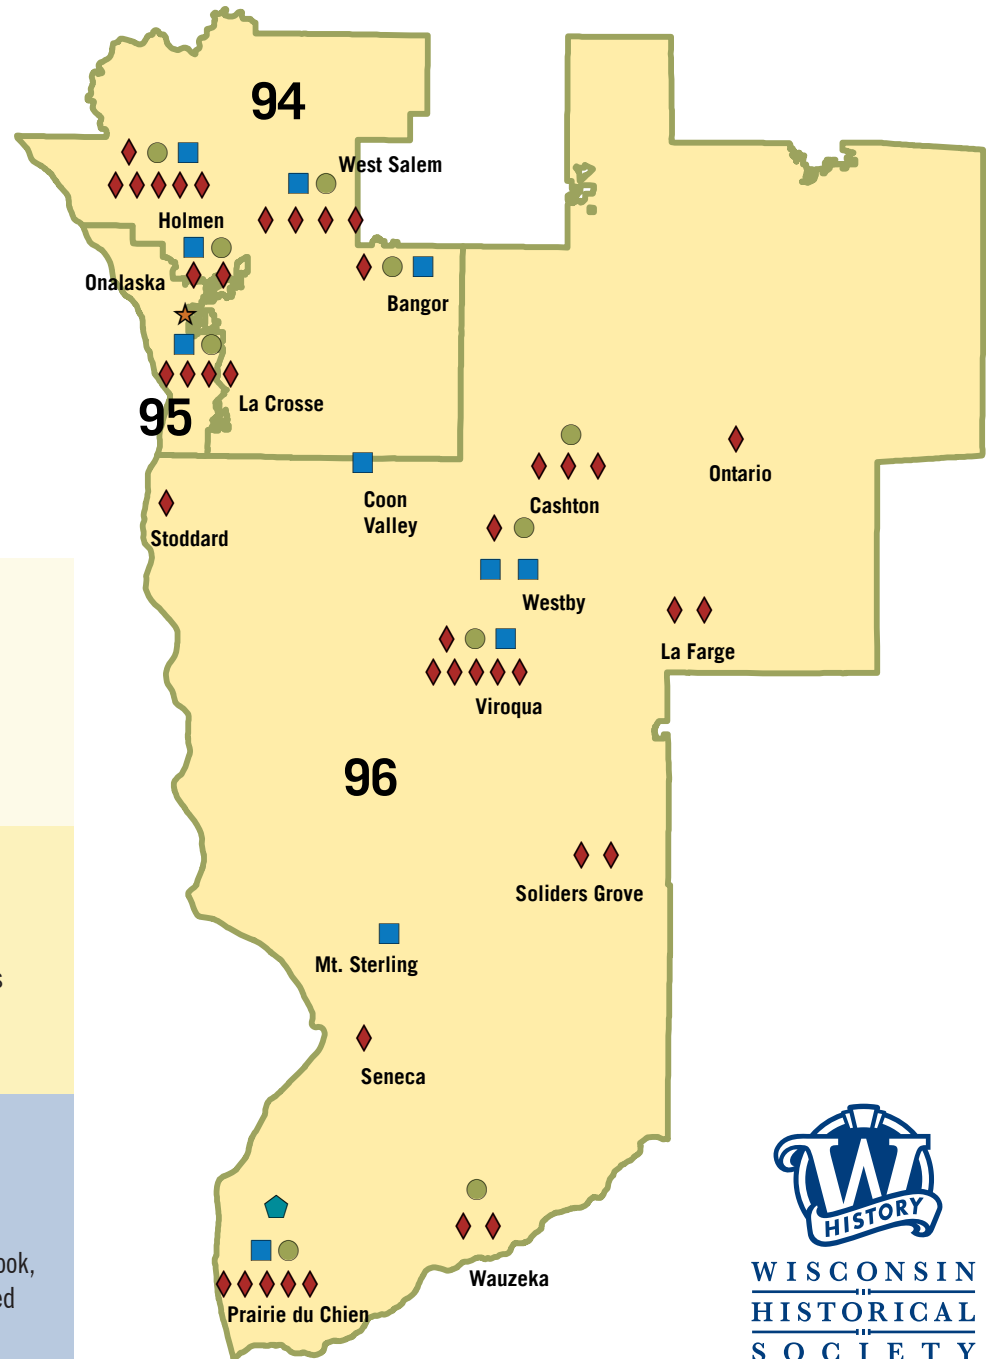 94
West Salem
Holmen
Onalaska
Bangor
La Crosse
95
Ontario
Cashton
Coon
Valley
Stoddard
Westby
La Farge
Viroqua
96
Soliders Grove
Mt. Sterling
Seneca
Wauzeka
Prairie du Chien
W
HISTORY
WISCONSIN
HISTORICAL
SOCIETY